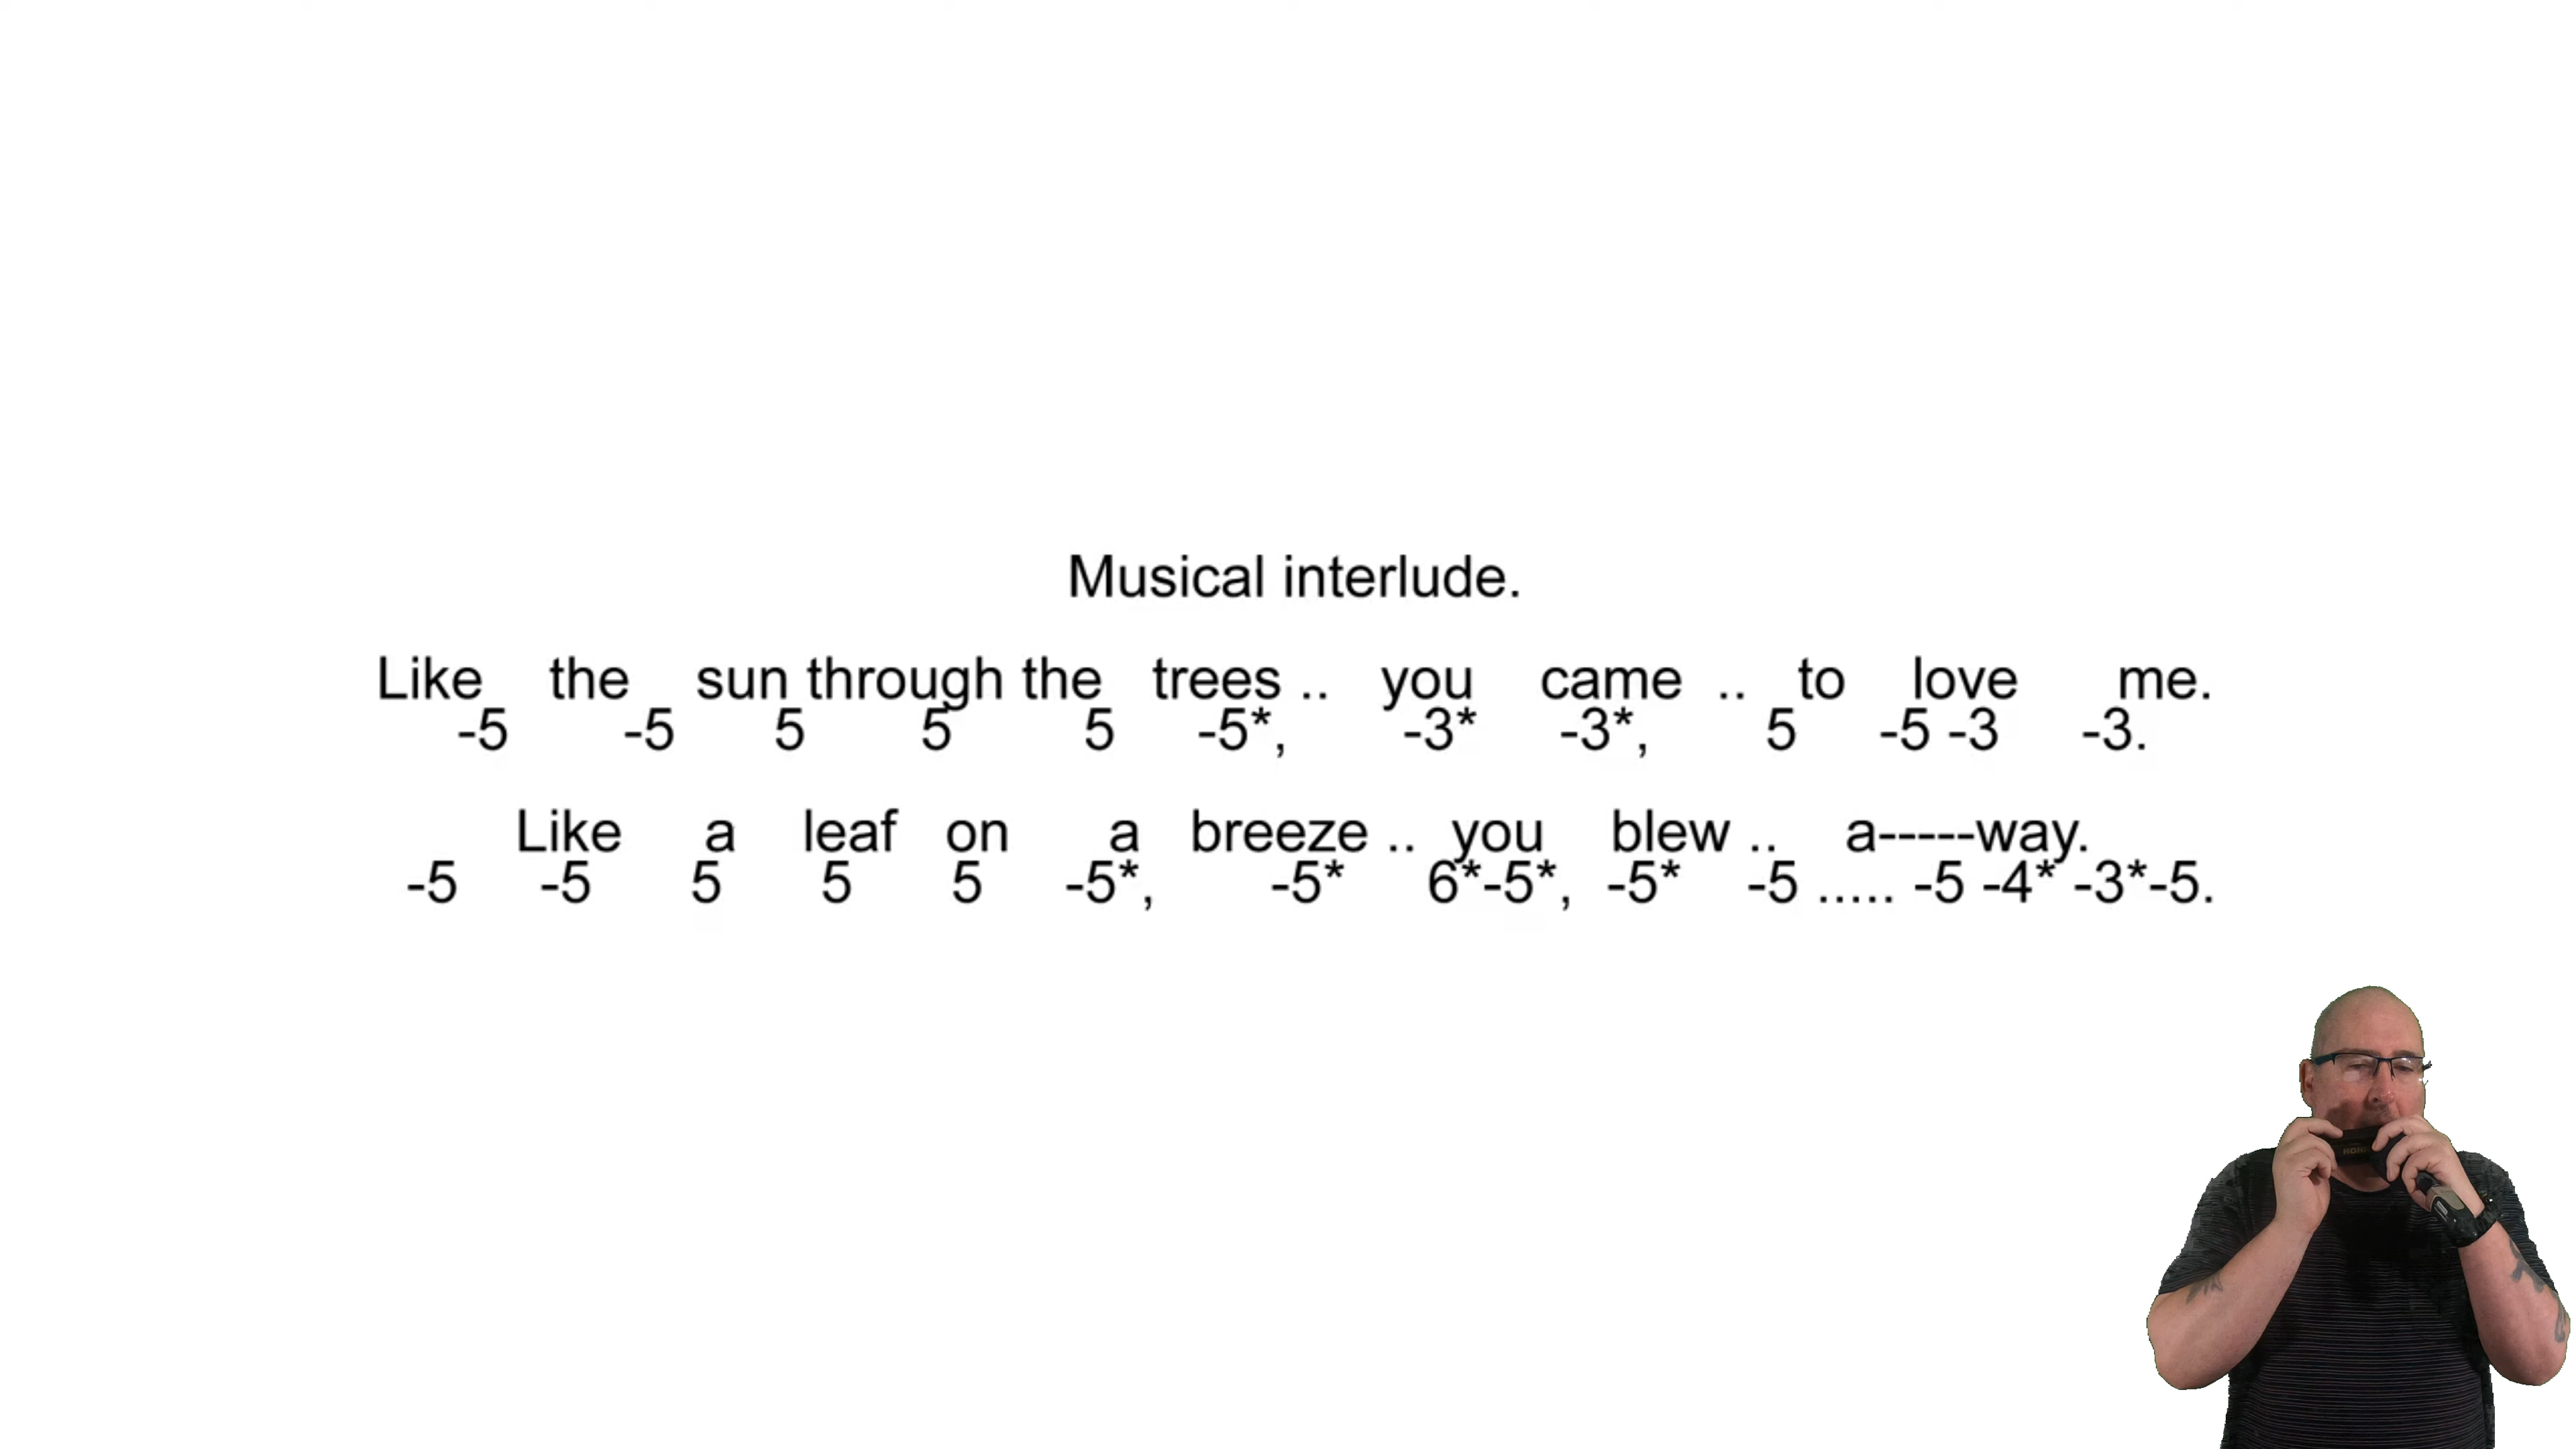 Musical interlude.
Like the sun through the trees .. you came .. to love me.
-5 -5 5 5 5 -5*, -3* -3*, 5 -5 -3 -3.
Like a leaf on a breeze .. you blew .. a-----way.
-5 -5 5 5 5 -5*, -5* 6*-5*, -5* -5 ..... -5 -4* -3*-5.